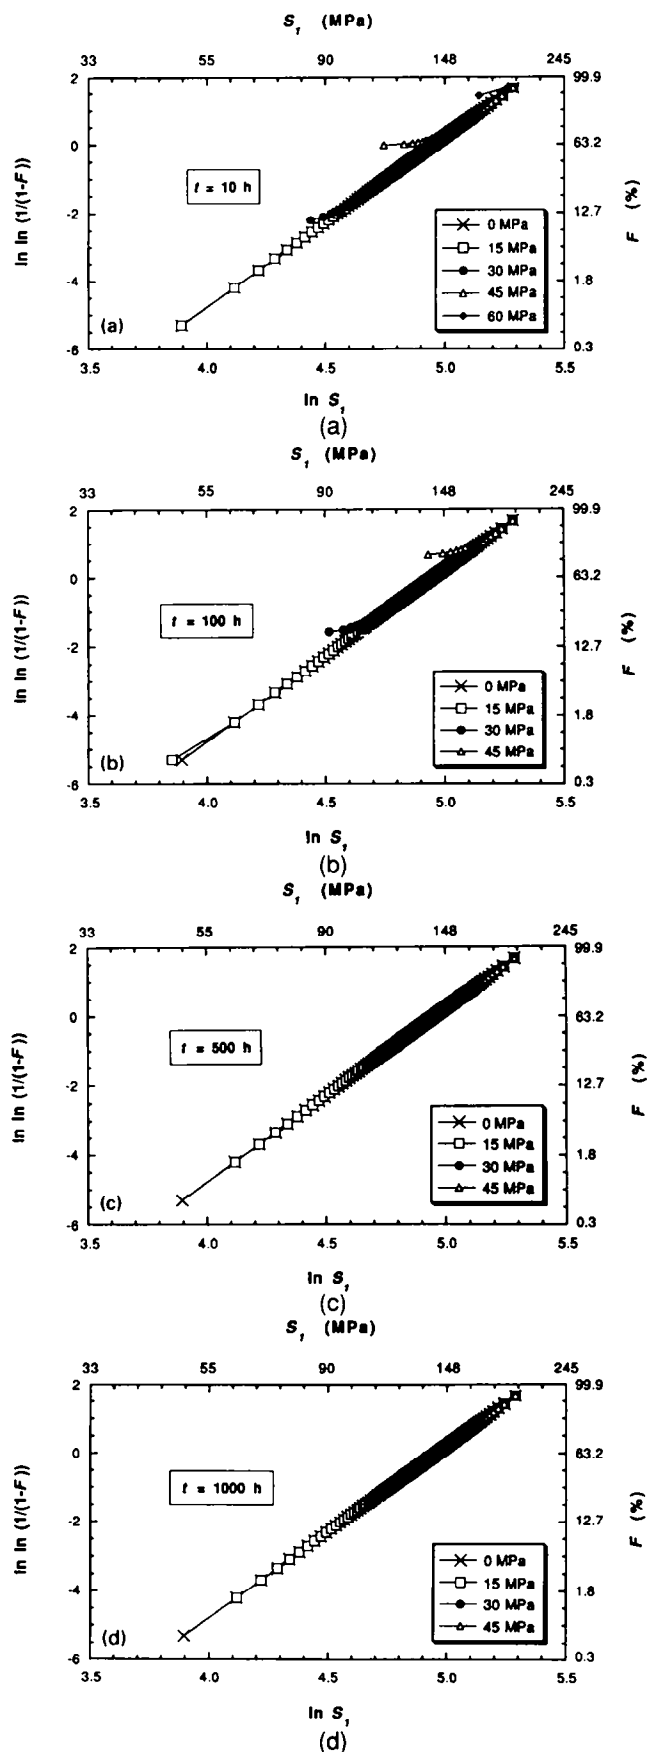 S₁ (MPa)
33 55 90 148 245
2 99.9
0 63.2
t = 10 h
-2 12.7
ln ln (1/(1-F)) F (%)
0 MPa
15 MPa
30 MPa
45 MPa
60 MPa
-4 1.8
(a)
-6 0.3
3.5 4.0 4.5 5.0 5.5
ln S₁
(a)
S₁ (MPa)
33 55 90 148 245
2 99.9
0 63.2
t = 100 h
-2 12.7
ln ln (1/(1-F)) F (%)
0 MPa
15 MPa
30 MPa
45 MPa
-4 1.8
(b)
-6 0.3
3.5 4.0 4.5 5.0 5.5
ln S₁
(b)
S₁ (MPa)
33 55 90 148 245
2 99.9
0 63.2
t = 500 h
-2 12.7
ln ln (1/(1-F)) F (%)
0 MPa
15 MPa
30 MPa
45 MPa
-4 1.8
(c)
-6 0.3
3.5 4.0 4.5 5.0 5.5
ln S₁
(c)
S₁ (MPa)
33 55 90 148 245
2 99.9
0 63.2
t = 1000 h
-2 12.7
ln ln (1/(1-F)) F (%)
0 MPa
15 MPa
30 MPa
45 MPa
-4 1.8
(d)
-6 0.3
3.5 4.0 4.5 5.0 5.5
ln S₁
(d)